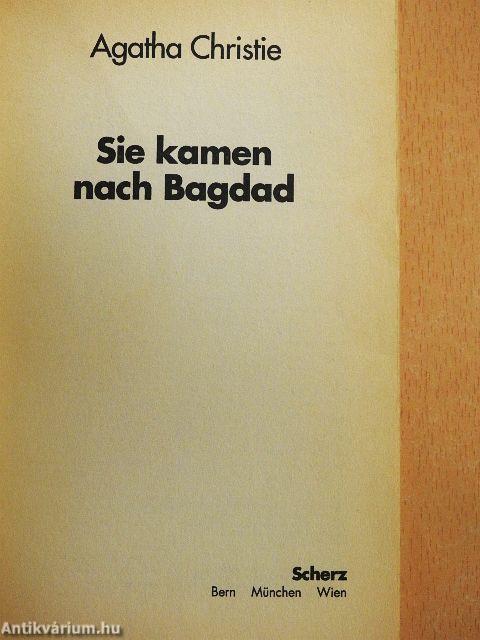 Agatha Christie
Sie kamen
nach Bagdad
Scherz
Bern München Wien
Antikvárium.hu